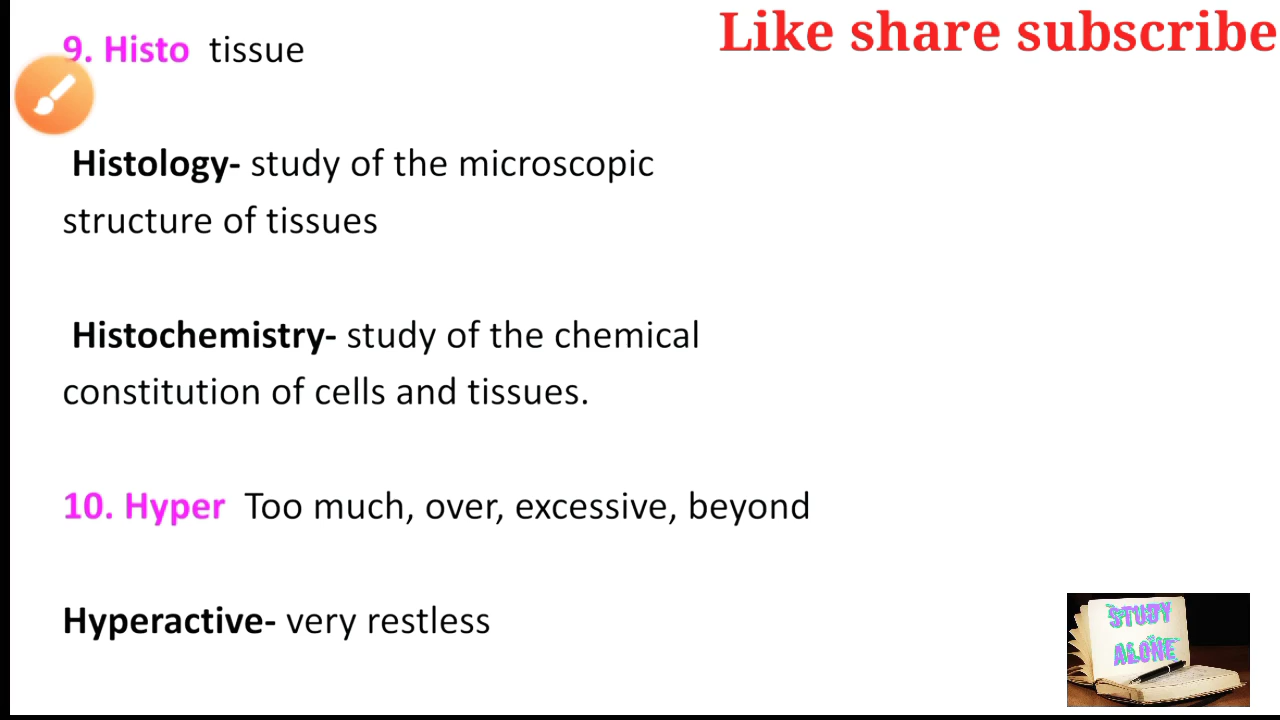 Like share subscribe
9. Histo tissue
Histology- study of the microscopic
structure of tissues
Histochemistry- study of the chemical
constitution of cells and tissues.
10. Hyper Too much, over, excessive, beyond
Hyperactive- very restless
STUDY
ALONE